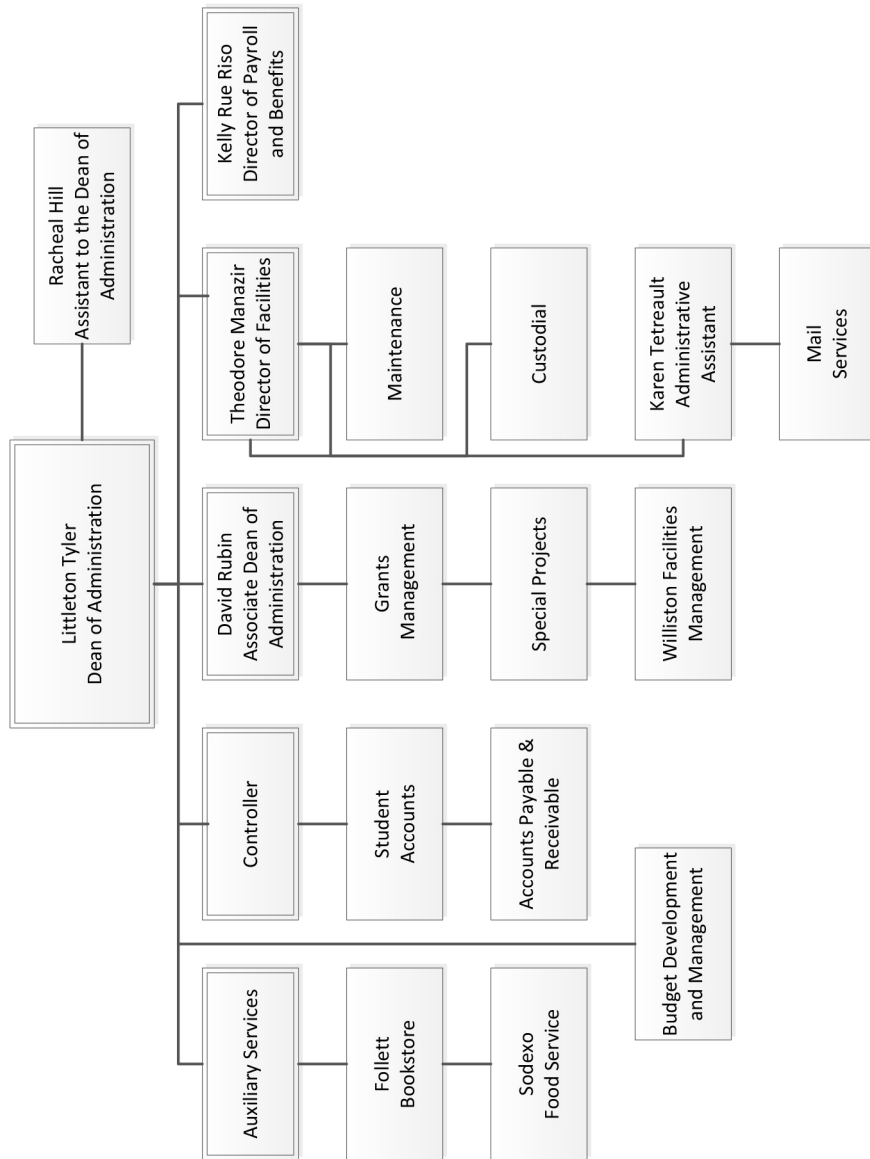 Littleton Tyler
Dean of Administration
Racheal Hill
Assistant to the Dean of
Administration
Auxiliary Services
Follett
Bookstore
Sodexo
Food Service
Budget Development
and Management
Controller
Student
Accounts
Accounts Payable &
Receivable
David Rubin
Associate Dean of
Administration
Grants
Management
Special Projects
Williston Facilities
Management
Theodore Manazir
Director of Facilities
Maintenance
Custodial
Karen Tetreault
Administrative
Assistant
Mail
Services
Kelly Rue Riso
Director of Payroll
and Benefits